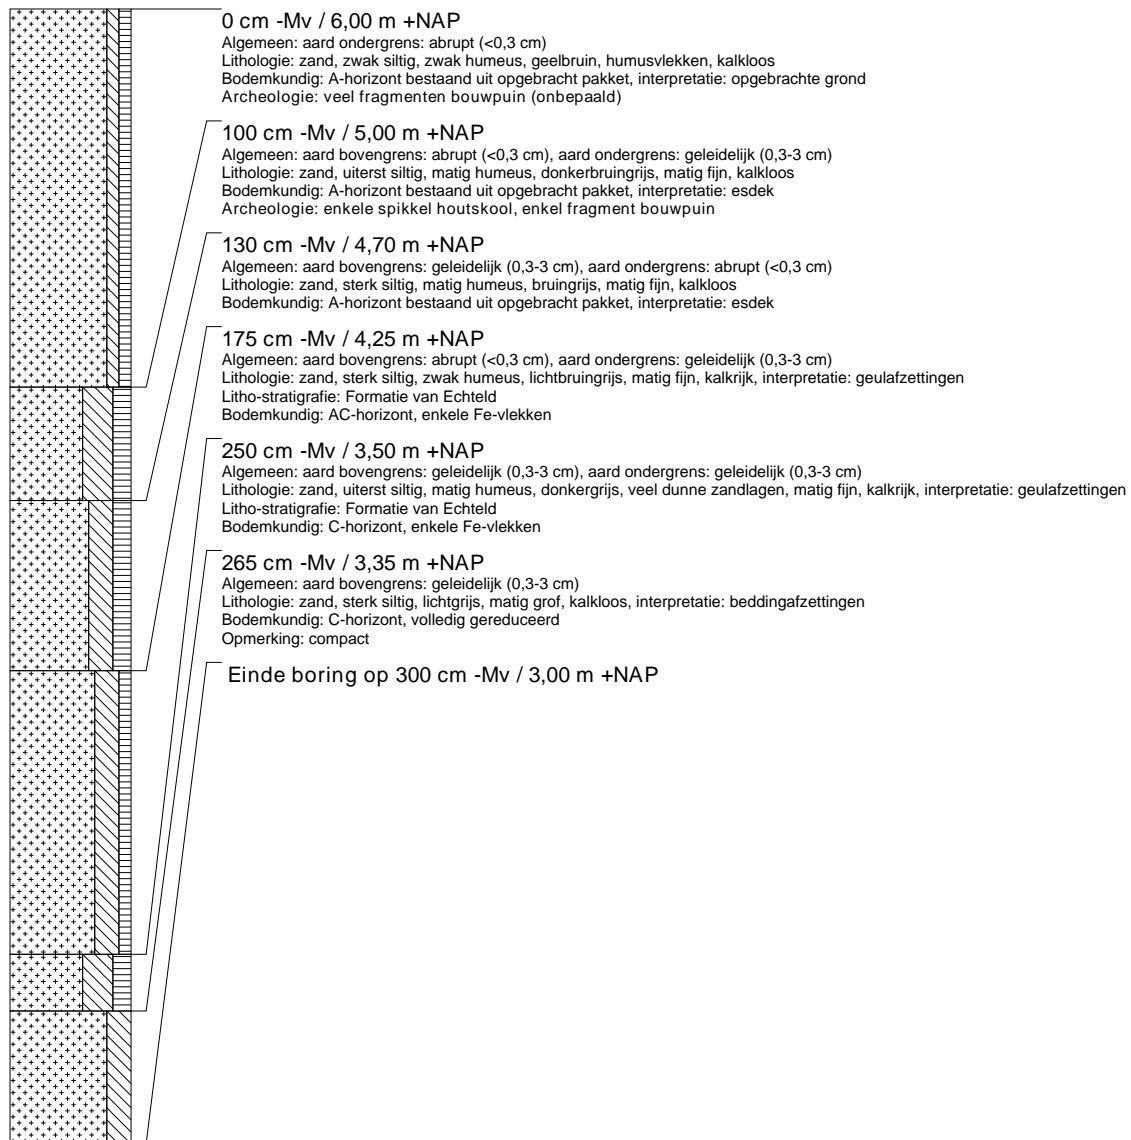 0 cm -Mv / 6,00 m +NAP
Algemeen: aard ondergrens: abrupt (<0,3 cm)
Lithologie: zand, zwak siltig, zwak humeus, geelbruin, humusvlekken, kalkloos
Bodemkundig: A-horizont bestaand uit opgebracht pakket, interpretatie: opgebrachte grond
Archeologie: veel fragmenten bouwpuin (onbepaald)
100 cm -Mv / 5,00 m +NAP
Algemeen: aard bovengrens: abrupt (<0,3 cm), aard ondergrens: geleidelijk (0,3-3 cm)
Lithologie: zand, uiterst siltig, matig humeus, donkerbruingrijs, matig fijn, kalkloos
Bodemkundig: A-horizont bestaand uit opgebracht pakket, interpretatie: esdek
Archeologie: enkele spikkel houtskool, enkel fragment bouwpuin
130 cm -Mv / 4,70 m +NAP
Algemeen: aard bovengrens: geleidelijk (0,3-3 cm), aard ondergrens: abrupt (<0,3 cm)
Lithologie: zand, sterk siltig, matig humeus, bruingrijs, matig fijn, kalkloos
Bodemkundig: A-horizont bestaand uit opgebracht pakket, interpretatie: esdek
175 cm -Mv / 4,25 m +NAP
Algemeen: aard bovengrens: abrupt (<0,3 cm), aard ondergrens: geleidelijk (0,3-3 cm)
Lithologie: zand, sterk siltig, zwak humeus, lichtbruingrijs, matig fijn, kalkrijk, interpretatie: geulafzettingen
Litho-stratigrafie: Formatie van Echteld
Bodemkundig: AC-horizont, enkele Fe-vlekken
250 cm -Mv / 3,50 m +NAP
Algemeen: aard bovengrens: geleidelijk (0,3-3 cm), aard ondergrens: geleidelijk (0,3-3 cm)
Lithologie: zand, uiterst siltig, matig humeus, donkergrijs, veel dunne zandlagen, matig fijn, kalkrijk, interpretatie: geulafzettingen
Litho-stratigrafie: Formatie van Echteld
Bodemkundig: C-horizont, enkele Fe-vlekken
265 cm -Mv / 3,35 m +NAP
Algemeen: aard bovengrens: geleidelijk (0,3-3 cm)
Lithologie: zand, sterk siltig, lichtgrijs, matig grof, kalkloos, interpretatie: beddingafzettingen
Bodemkundig: C-horizont, volledig gereduceerd
Opmerking: compact
Einde boring op 300 cm -Mv / 3,00 m +NAP